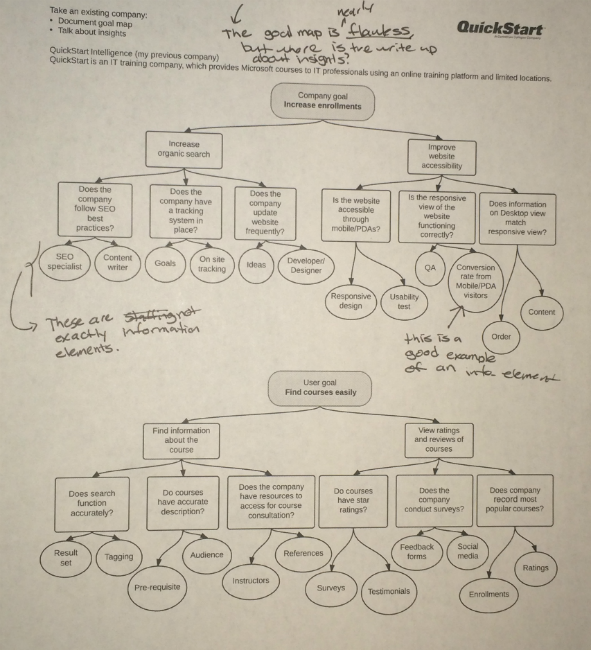 Take an existing company:
• Document goal map
• Talk about insights
The goal map is nearly flawless,
but where is the write up
about insights?
QuickStart
QuickStart Intelligence (my previous company)
QuickStart is an IT training company, which provides Microsoft courses to IT professionals using an online training platform and limited locations.
Company goal
Increase enrollments
Increase
organic search
Improve
website
accessibility
Does the
company
follow SEO
best
practices?
Does the
company have
a tracking
system in
place?
Does the
company
update
website
frequently?
Is the website
accessible
through
mobile/PDAs?
Is the responsive
view of the
website
functioning
correctly?
Does information
on Desktop view
match
responsive view?
SEO
specialist
Content
writer
Goals
On site
tracking
Ideas
Developer/
Designer
Responsive
design
Usability
test
QA
Conversion
rate from
Mobile/PDA
visitors
Order
Content
These are not
exactly information
elements.
this is a
good example
of an info element
User goal
Find courses easily
Find information
about the
course
View ratings
and reviews of
courses
Does search
function
accurately?
Do courses
have accurate
description?
Does the company
have resources to
access for course
consultation?
Do courses
have star
ratings?
Does the
company
conduct surveys?
Does company
record most
popular courses?
Result
set
Tagging
Pre-requisite
Audience
Instructors
References
Surveys
Testimonials
Feedback
forms
Social
media
Enrollments
Ratings